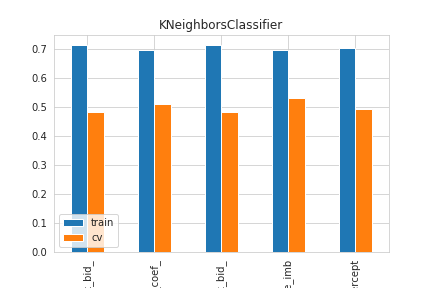 KNeighborsClassifier
0.7
0.6
0.5
0.4
0.3
0.2
0.1
0.0
train
cv
_bid_
coef_
_bid_
e_imb
ercept